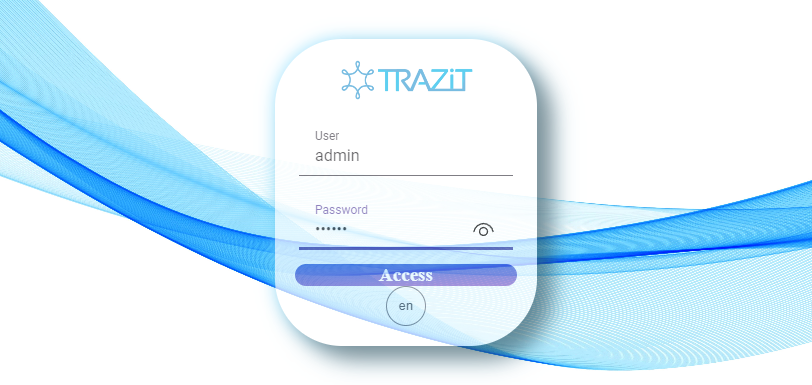 TRAZiT
User
admin
Password
••••••
Access
en